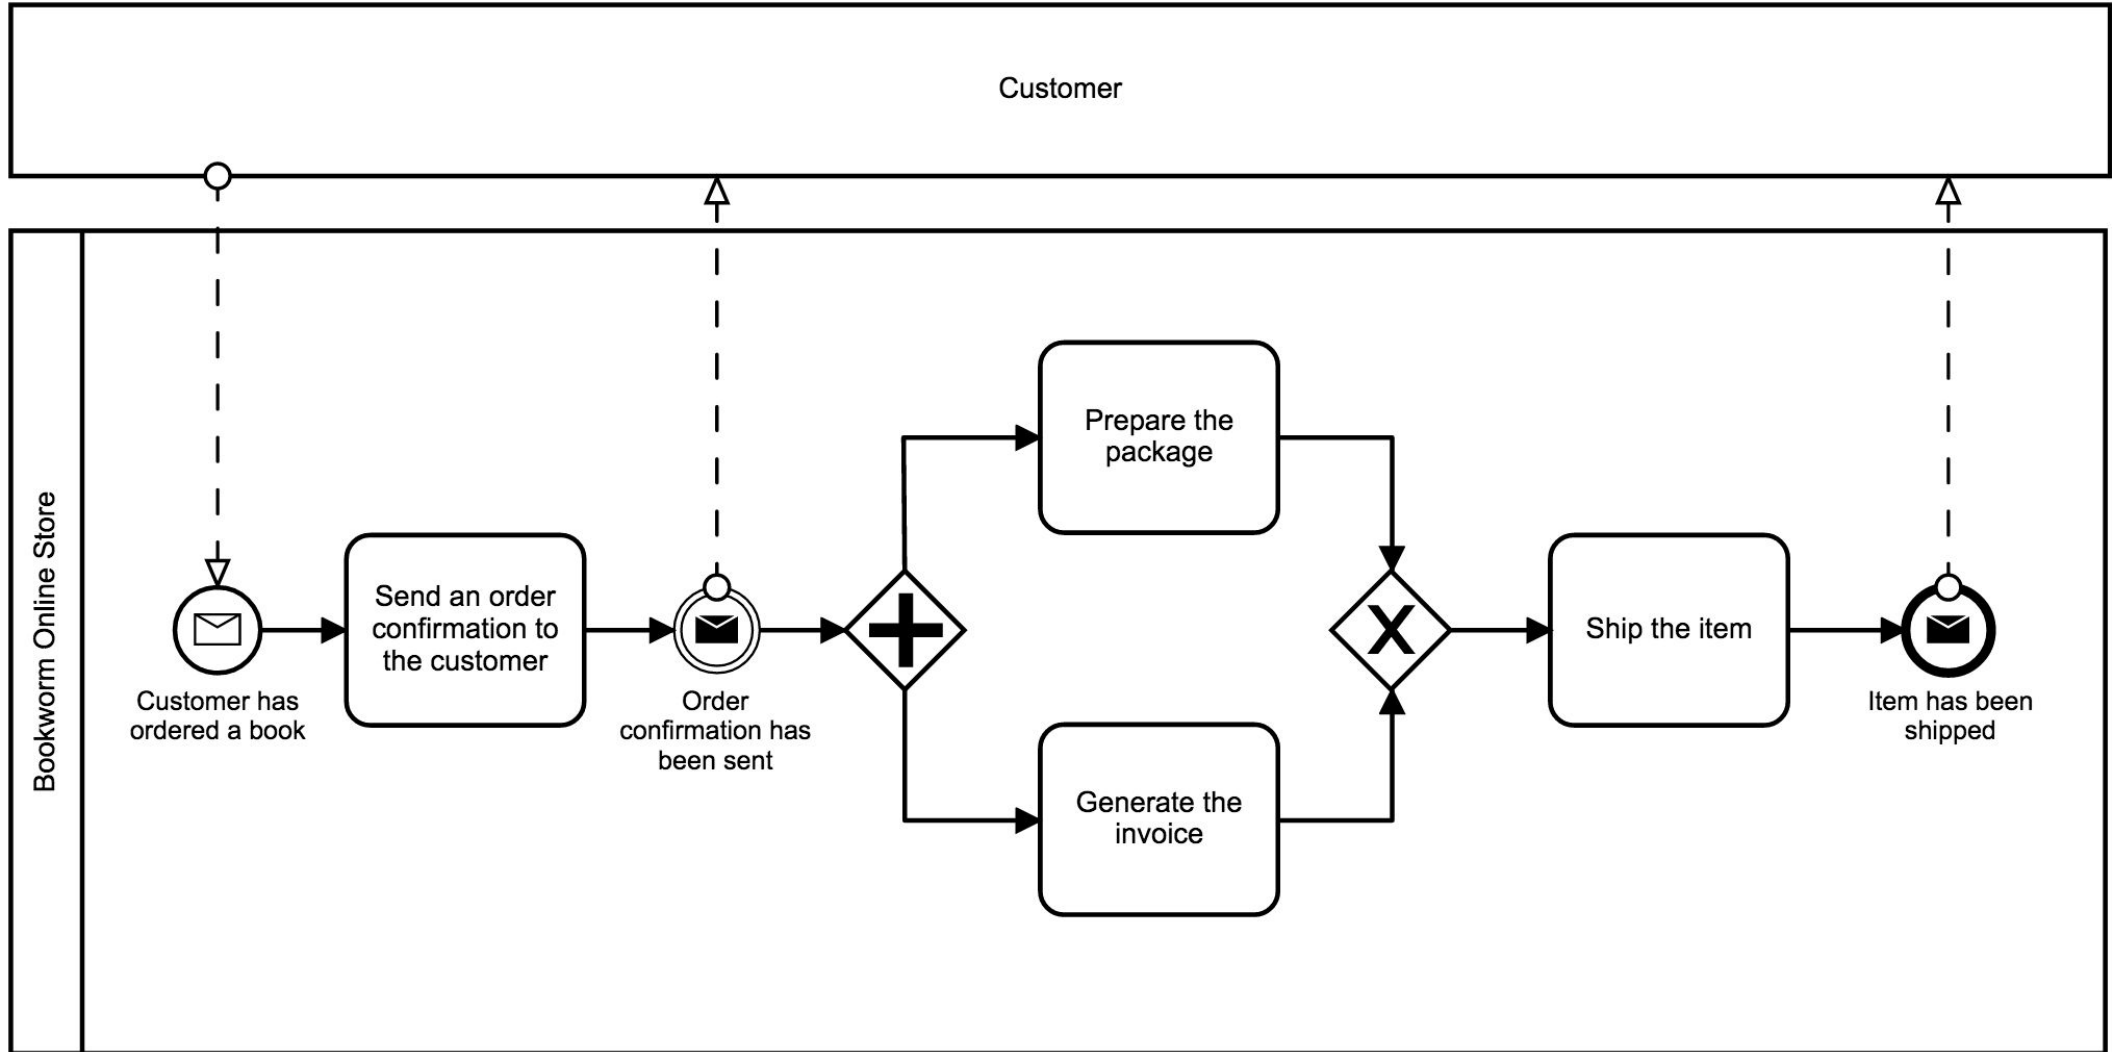 Customer
Bookworm Online Store
Customer has
ordered a book
Send an order
confirmation to
the customer
Order
confirmation has
been sent
Prepare the
package
Generate the
invoice
X
Ship the item
Item has been
shipped